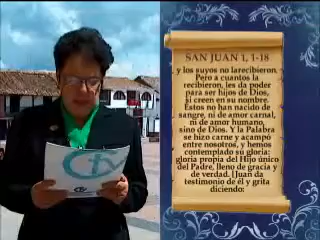 SAN JUAN 1, 1-18
y los suyos no larecibieron.
Pero a cuantos la
recibieron, les da poder
para ser hijos de Dios,
si creen en su nombre.
Estos no han nacido de
sangre, ni de amor carnal,
ni de amor humano,
sino de Dios. Y la Palabra
se hizo carne y acampó
entre nosotros, y hemos
contemplado su gloria:
gloria propia del Hijo único
del Padre, lleno de gracia y
y de verdad. [Juan da
testimonio de él y grita
diciendo: